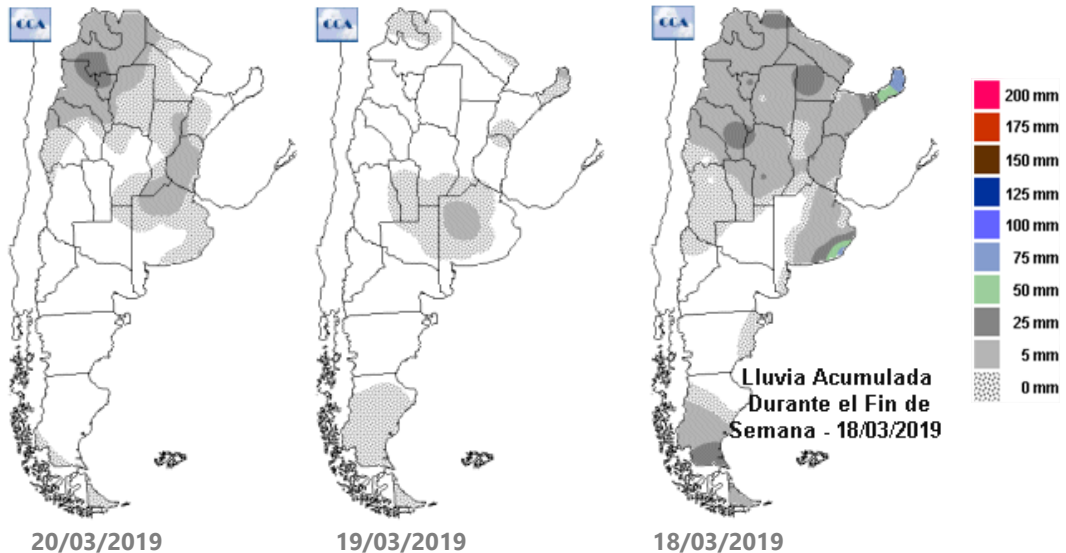 CCA
CCA
CCA
200 mm
175 mm
150 mm
125 mm
100 mm
75 mm
50 mm
25 mm
5 mm
0 mm
Lluvia Acumulada
Durante el Fin de
Semana - 18/03/2019
20/03/2019
19/03/2019
18/03/2019